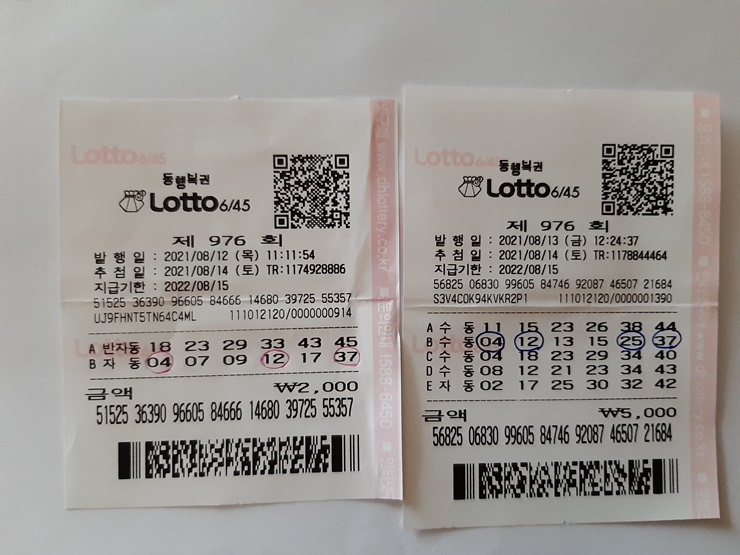 Lotto 6/45
동행복권
Lotto 6/45
제 976 회
발 행 일 : 2021/08/12 (목) 11:11:54
추 첨 일 : 2021/08/14 (토) TR:1174928886
지급기한 : 2022/08/15
51525 36390 96605 84666 14680 39725 55357
UJ9FHNT5TN64C4ML 111012120/0000000914
A 반자동 18 23 29 33 43 45
B 자 동 04 07 09 12 17 37
금액 ₩2,000
51525 36390 96605 84666 14680 39725 55357
www.dhlottery.co.kr
1588-6450
Lotto 6/45
동행복권
Lotto 6/45
제 976 회
발 행 일 : 2021/08/13 (금) 12:24:37
추 첨 일 : 2021/08/14 (토) TR:1178844464
지급기한 : 2022/08/15
56825 06830 99605 84746 92087 46507 21684
S3V4CDK94KVKR2P1 111012120/0000001390
A 수 동 11 15 23 26 38 44
B 수 동 04 12 13 15 25 37
C 수 동 04 18 23 29 34 40
D 수 동 08 12 21 23 34 43
E 자 동 02 17 25 30 32 42
금액 ₩5,000
56825 06830 99605 84746 92087 46507 21684
1588-6450